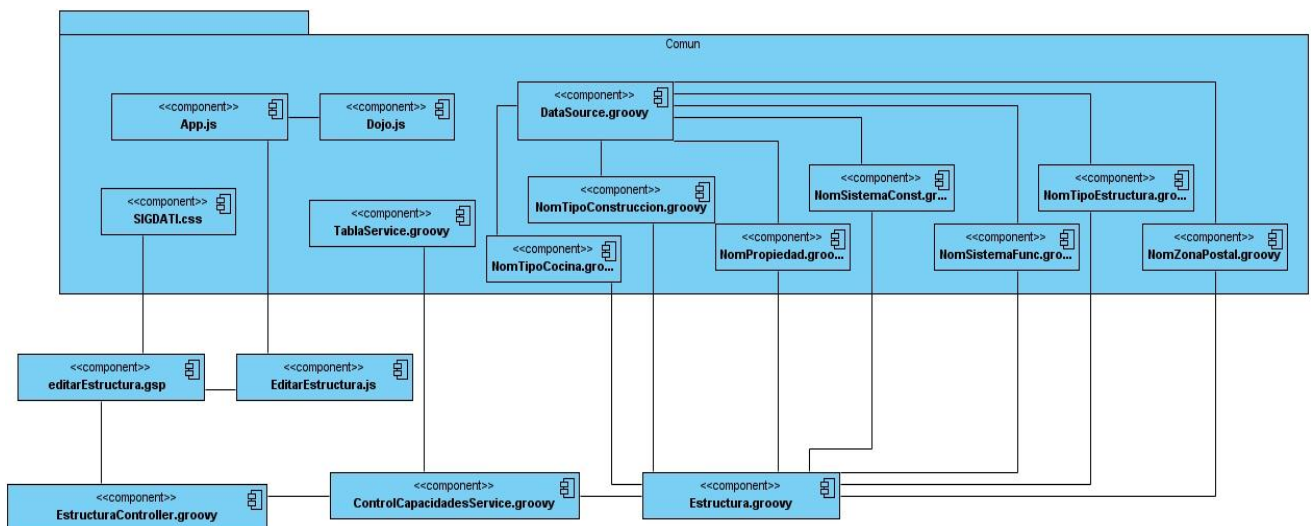 Comun
<<component>>
App.js
<<component>>
Dojo.js
<<component>>
DataSource.groovy
<<component>>
SIGDATI.css
<<component>>
TablaService.groovy
<<component>>
NomTipoConstruccion.groovy
<<component>>
NomTipoCocina.gro...
<<component>>
NomPropiedad.groo...
<<component>>
NomSistemaConst.gr...
<<component>>
NomSistemaFunc.gro...
<<component>>
NomTipoEstructura.gro...
<<component>>
NomZonaPostal.groovy
<<component>>
editarEstructura.gsp
<<component>>
EditarEstructura.js
<<component>>
EstructuraController.groovy
<<component>>
ControlCapacidadesService.groovy
<<component>>
Estructura.groovy